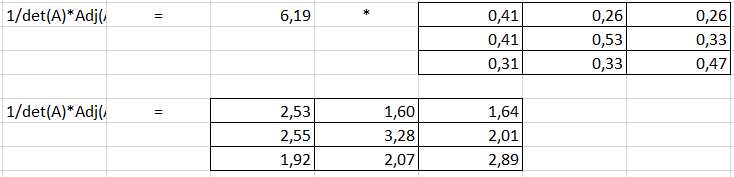 1/det(A)*Adj(A = 6,19 * 0,41 0,26 0,26
0,41 0,53 0,33
0,31 0,33 0,47
1/det(A)*Adj(A = 2,53 1,60 1,64
2,55 3,28 2,01
1,92 2,07 2,89